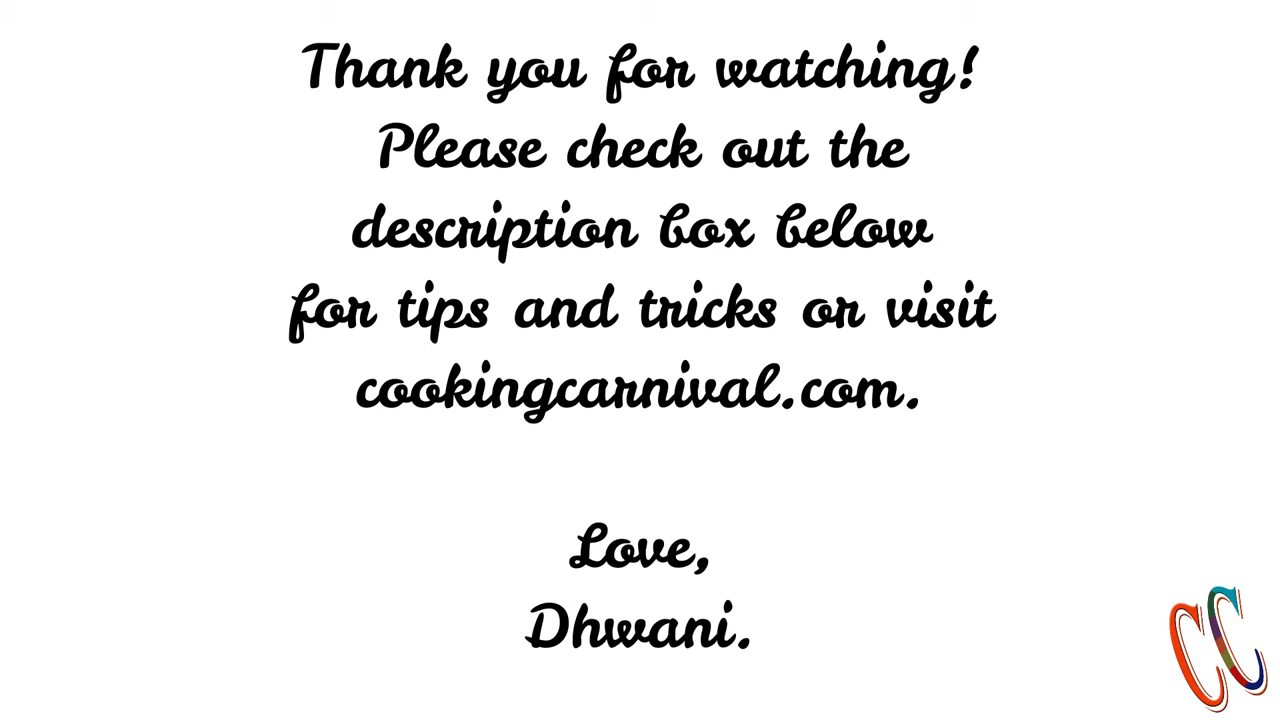 Thank you for watching!
Please check out the
description box below
for tips and tricks or visit
cookingcarnival.com.
Love,
Dhwani.
CC